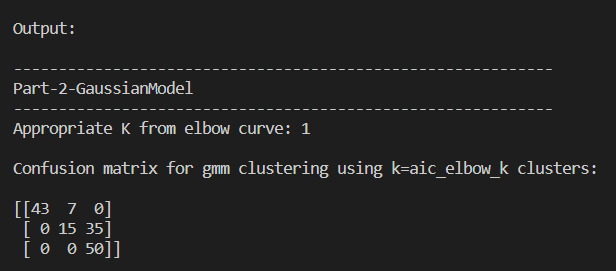 Output:
------------------------------------------------------------
Part-2-GaussianModel
------------------------------------------------------------
Appropriate K from elbow curve: 1
Confusion matrix for gmm clustering using k=aic_elbow_k clusters:
[[43  7  0]
 [ 0 15 35]
 [ 0  0 50]]